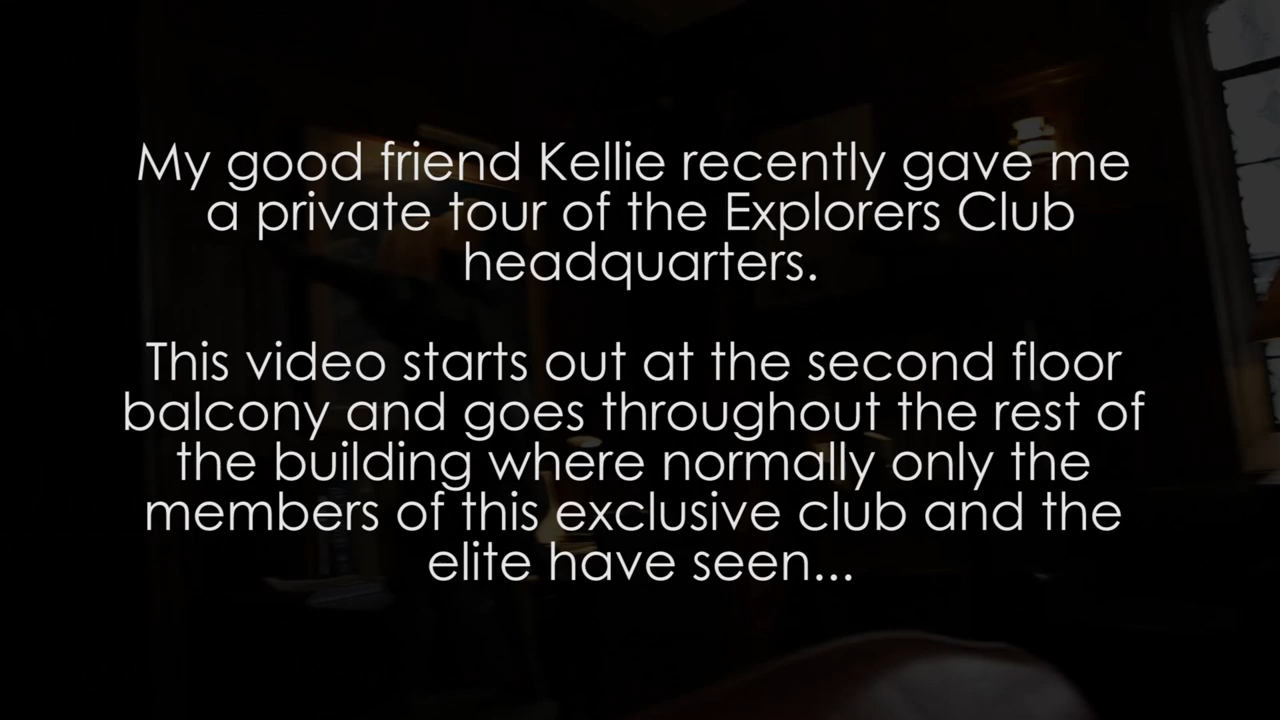 My good friend Kellie recently gave me
a private tour of the Explorers Club
headquarters.
This video starts out at the second floor
balcony and goes throughout the rest of
the building where normally only the
members of this exclusive club and the
elite have seen...